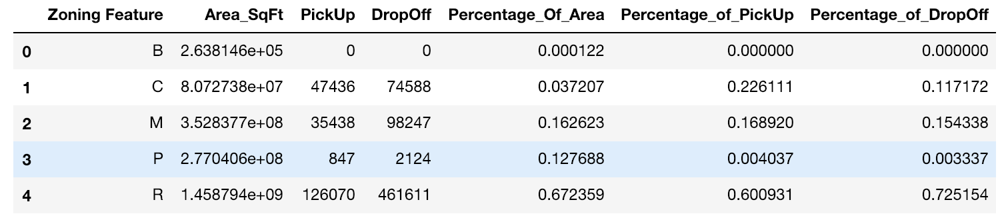 Zoning Feature Area_SqFt PickUp DropOff Percentage_Of_Area Percentage_of_PickUp Percentage_of_DropOff
0 B 2.638146e+05 0 0 0.000122 0.000000 0.000000
1 C 8.072738e+07 47436 74588 0.037207 0.226111 0.117172
2 M 3.528377e+08 35438 98247 0.162623 0.168920 0.154338
3 P 2.770406e+08 847 2124 0.127688 0.004037 0.003337
4 R 1.458794e+09 126070 461611 0.672359 0.600931 0.725154